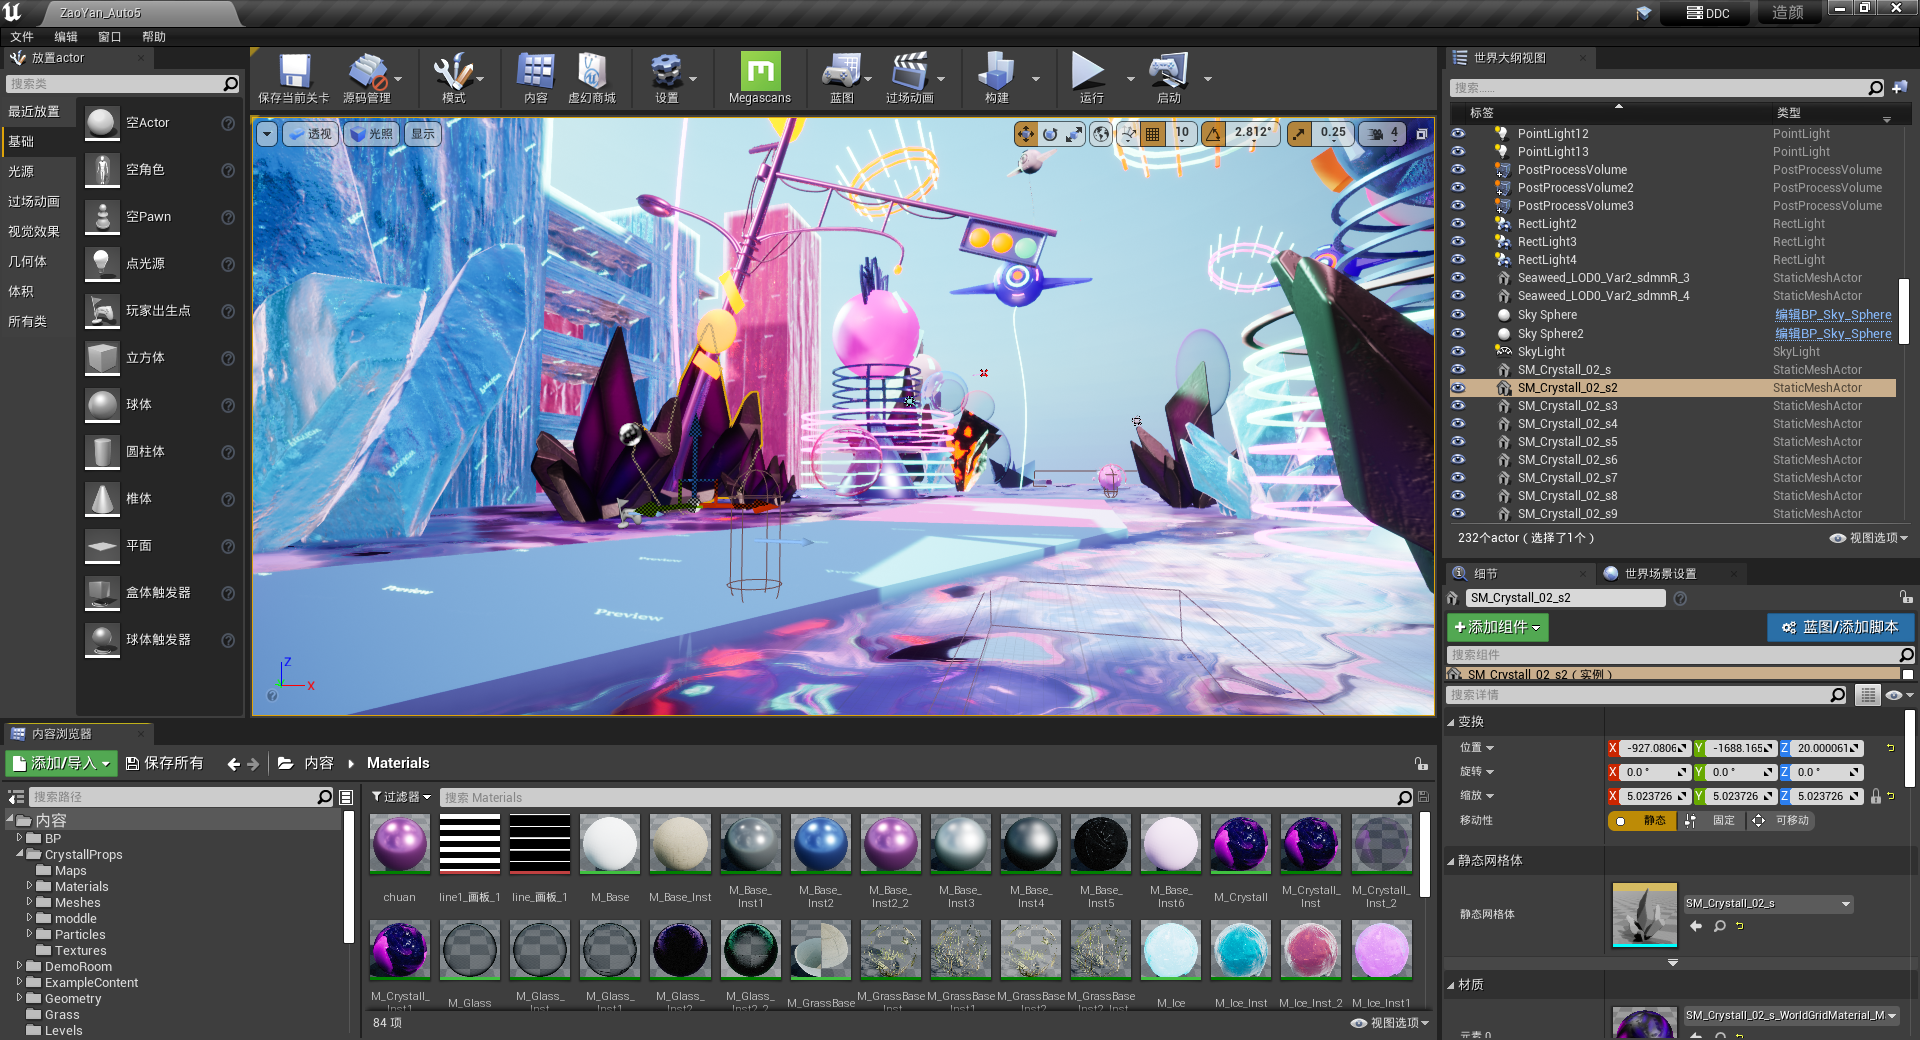 ZaoYan_Auto5
DDC
造颜
文件 编辑 窗口 帮助
放置actor
搜索类
最近放置
基础
光源
过场动画
视觉效果
几何体
体积
所有类
空Actor
空角色
空Pawn
点光源
玩家出生点
立方体
球体
圆柱体
椎体
平面
盒体触发器
球体触发器
保存当前关卡 源码管理 模式 内容 虚幻商城 设置 Megascans 蓝图 过场动画 构建 运行 启动
透视 光照 显示
10 2.812° 0.25 4
Preview
Preview
Preview
Z
X
世界大纲视图
搜索......
标签 类型
PointLight12 PointLight
PointLight13 PointLight
PostProcessVolume PostProcessVolume
PostProcessVolume2 PostProcessVolume
PostProcessVolume3 PostProcessVolume
RectLight2 RectLight
RectLight3 RectLight
RectLight4 RectLight
Seaweed_LOD0_Var2_sdmmR_3 StaticMeshActor
Seaweed_LOD0_Var2_sdmmR_4 StaticMeshActor
Sky Sphere 编辑BP_Sky_Sphere
Sky Sphere2 编辑BP_Sky_Sphere
SkyLight SkyLight
SM_Crystall_02_s StaticMeshActor
SM_Crystall_02_s2 StaticMeshActor
SM_Crystall_02_s3 StaticMeshActor
SM_Crystall_02_s4 StaticMeshActor
SM_Crystall_02_s5 StaticMeshActor
SM_Crystall_02_s6 StaticMeshActor
SM_Crystall_02_s7 StaticMeshActor
SM_Crystall_02_s8 StaticMeshActor
SM_Crystall_02_s9 StaticMeshActor
232个actor（选择了1个） 视图选项
细节 世界场景设置
SM_Crystall_02_s2
+添加组件 蓝图/添加脚本
搜索组件
SM_Crystall_02_s2（实例）
搜索详情
变换
位置 X -927.0806 Y -1688.165 Z 20.000061
旋转 X 0.0 ° Y 0.0 ° Z 0.0 °
缩放 X 5.023726 Y 5.023726 Z 5.023726
移动性 静态 固定 可移动
静态网格体
静态网格体 SM_Crystall_02_s
材质
元素 0 SM_Crystall_02_s_WorldGridMaterial_M
内容浏览器
添加/导入 保存所有 内容 Materials
搜索路径
内容
BP
CrystallProps
Maps
Materials
Meshes
moddle
Particles
Textures
DemoRoom
ExampleContent
Geometry
Grass
Levels
过滤器 搜索 Materials
chuan line1_画板_1 line_画板_1 M_Base M_Base_Inst M_Base_Inst1 M_Base_Inst2 M_Base_Inst2_2 M_Base_Inst3 M_Base_Inst4 M_Base_Inst5 M_Base_Inst6 M_Crystall M_Crystall_Inst M_Crystall_Inst_2
M_Crystall_Inst1 M_Glass M_Glass_Inst M_Glass_Inst1 M_Glass_Inst2 M_Glass_Inst2_2 M_GrassBase M_GrassBaseInst M_GrassBaseInst1 M_GrassBaseInst2 M_GrassBaseInst2_Inst M_Ice M_Ice_Inst M_Ice_Inst_2 M_Ice_Inst1
84 项 视图选项